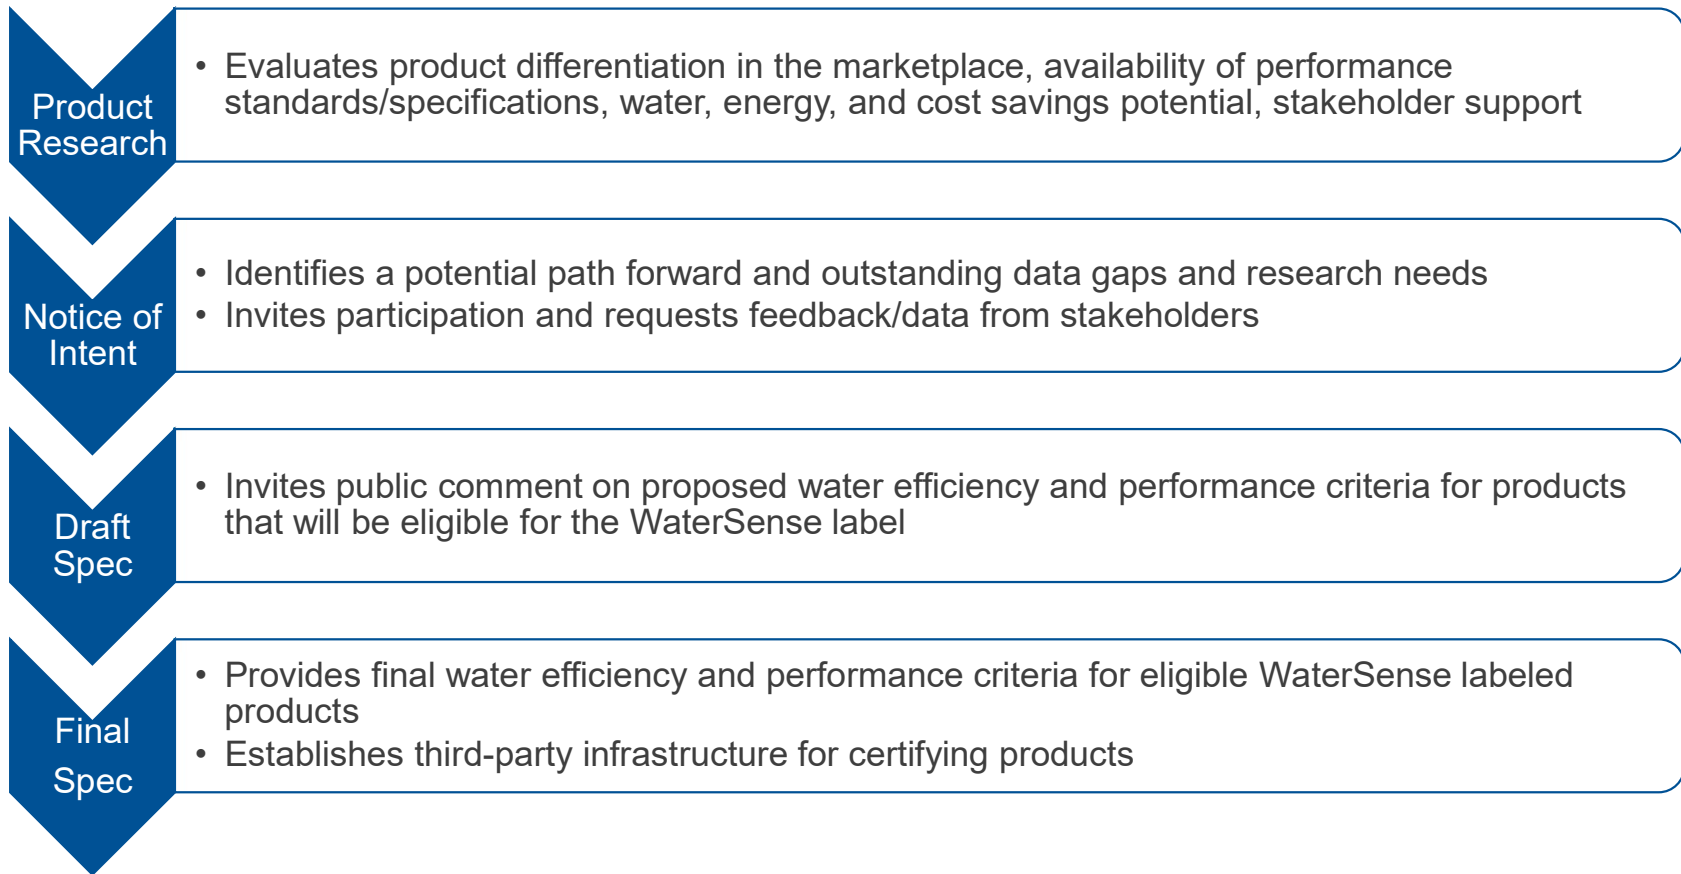 Product
Research
• Evaluates product differentiation in the marketplace, availability of performance
standards/specifications, water, energy, and cost savings potential, stakeholder support
Notice of
Intent
• Identifies a potential path forward and outstanding data gaps and research needs
• Invites participation and requests feedback/data from stakeholders
Draft
Spec
• Invites public comment on proposed water efficiency and performance criteria for products
that will be eligible for the WaterSense label
Final
Spec
• Provides final water efficiency and performance criteria for eligible WaterSense labeled
products
• Establishes third-party infrastructure for certifying products